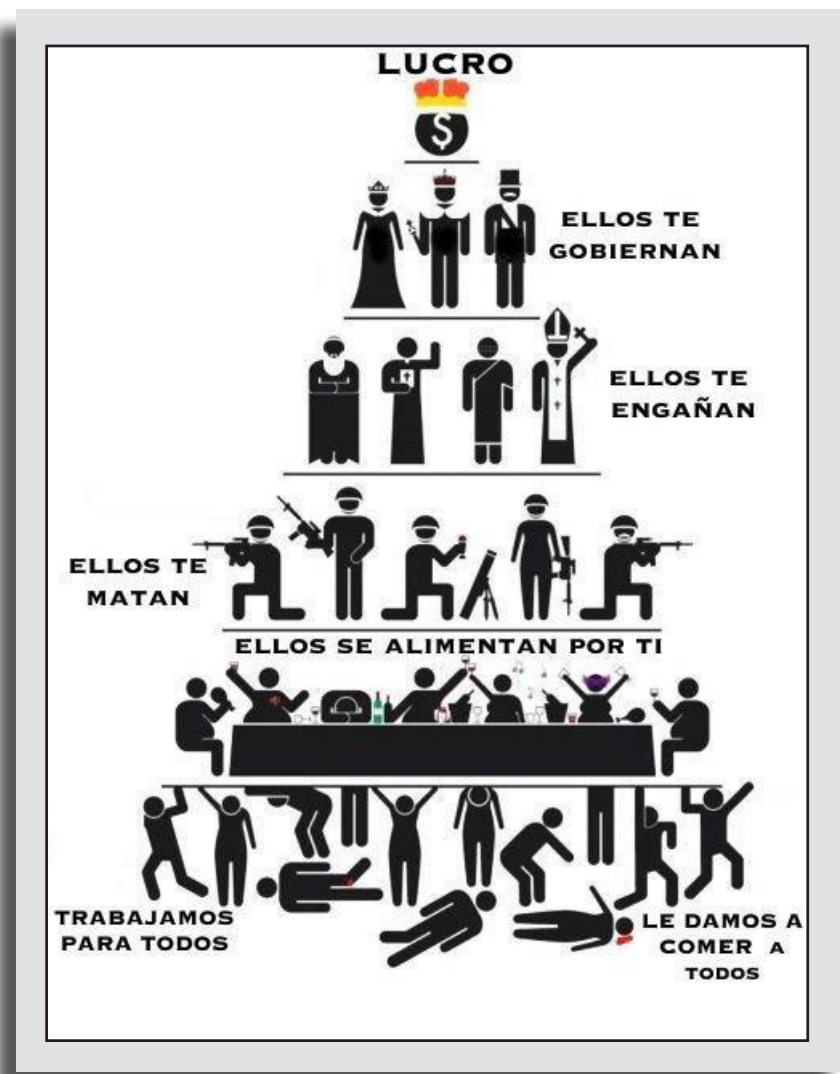 LUCRO
$
ELLOS TE
GOBIERNAN
ELLOS TE
ENGAÑAN
ELLOS TE
MATAN
ELLOS SE ALIMENTAN POR TI
TRABAJAMOS
PARA TODOS
LE DAMOS A
COMER A
TODOS